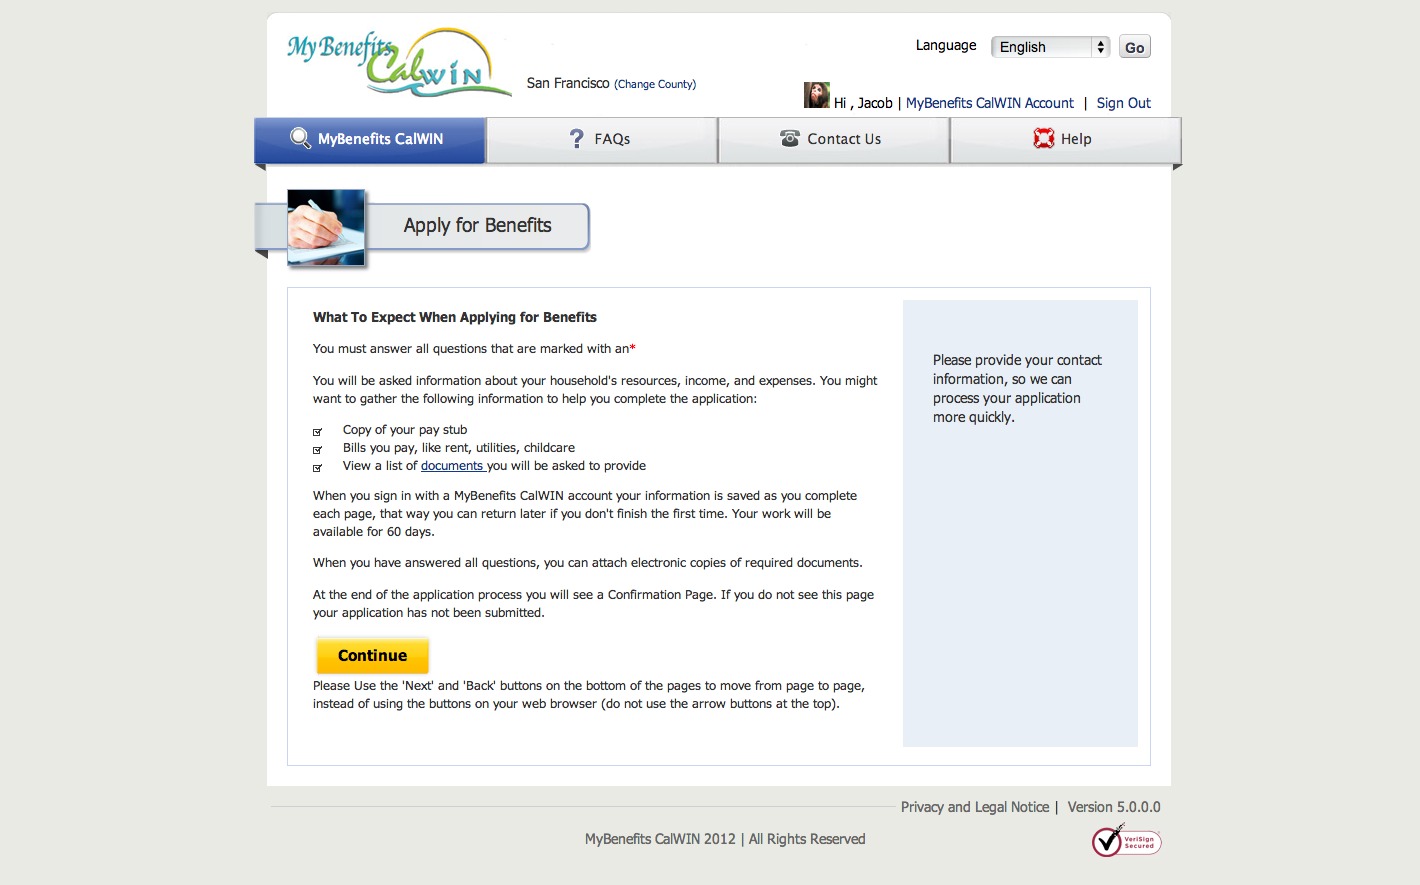 My Benefits
CalWIN
Language English Go
San Francisco (Change County)
Hi , Jacob | MyBenefits CalWIN Account | Sign Out
MyBenefits CalWIN
FAQs
Contact Us
Help
Apply for Benefits
What To Expect When Applying for Benefits
You must answer all questions that are marked with an*
You will be asked information about your household's resources, income, and expenses. You might
want to gather the following information to help you complete the application:
Copy of your pay stub
Bills you pay, like rent, utilities, childcare
View a list of documents you will be asked to provide
When you sign in with a MyBenefits CalWIN account your information is saved as you complete
each page, that way you can return later if you don't finish the first time. Your work will be
available for 60 days.
When you have answered all questions, you can attach electronic copies of required documents.
At the end of the application process you will see a Confirmation Page. If you do not see this page
your application has not been submitted.
Continue
Please Use the 'Next' and 'Back' buttons on the bottom of the pages to move from page to page,
instead of using the buttons on your web browser (do not use the arrow buttons at the top).
Please provide your contact
information, so we can
process your application
more quickly.
Privacy and Legal Notice | Version 5.0.0.0
MyBenefits CalWIN 2012 | All Rights Reserved
VeriSign
Secured